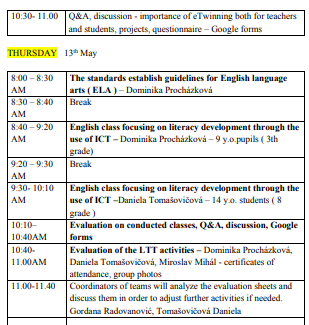 10:30- 11.00 Q&A, discussion - importance of eTwinning both for teachers
and students, projects, questionnaire – Google forms
THURSDAY 13th May
8:00 – 8:30 The standards establish guidelines for English language
AM arts ( ELA ) – Dominika Procházková
8:30 – 8:40 Break
AM
8:40 – 9:20 English class focusing on literacy development through the
AM use of ICT – Dominika Procházková – 9 y.o.pupils ( 3th
grade)
9:20 – 9:30 Break
AM
9:30- 10:10 English class focusing on literacy development through the
AM use of ICT –Daniela Tomašovičová – 14 y.o. students ( 8
grade )
10:10– Evaluation on conducted classes, Q&A, discussion, Google
10:40AM forms
10:40- Evaluation of the LTT activities – Dominika Procházková,
11.00AM Daniela Tomašovičová, Miroslav Mihál - certificates of
attendance, group photos
11.00-11.40 Coordinators of teams will analyze the evaluation sheets and
discuss them in order to adjust further activities if needed.
Gordana Radovanović, Tomašovičová Daniela